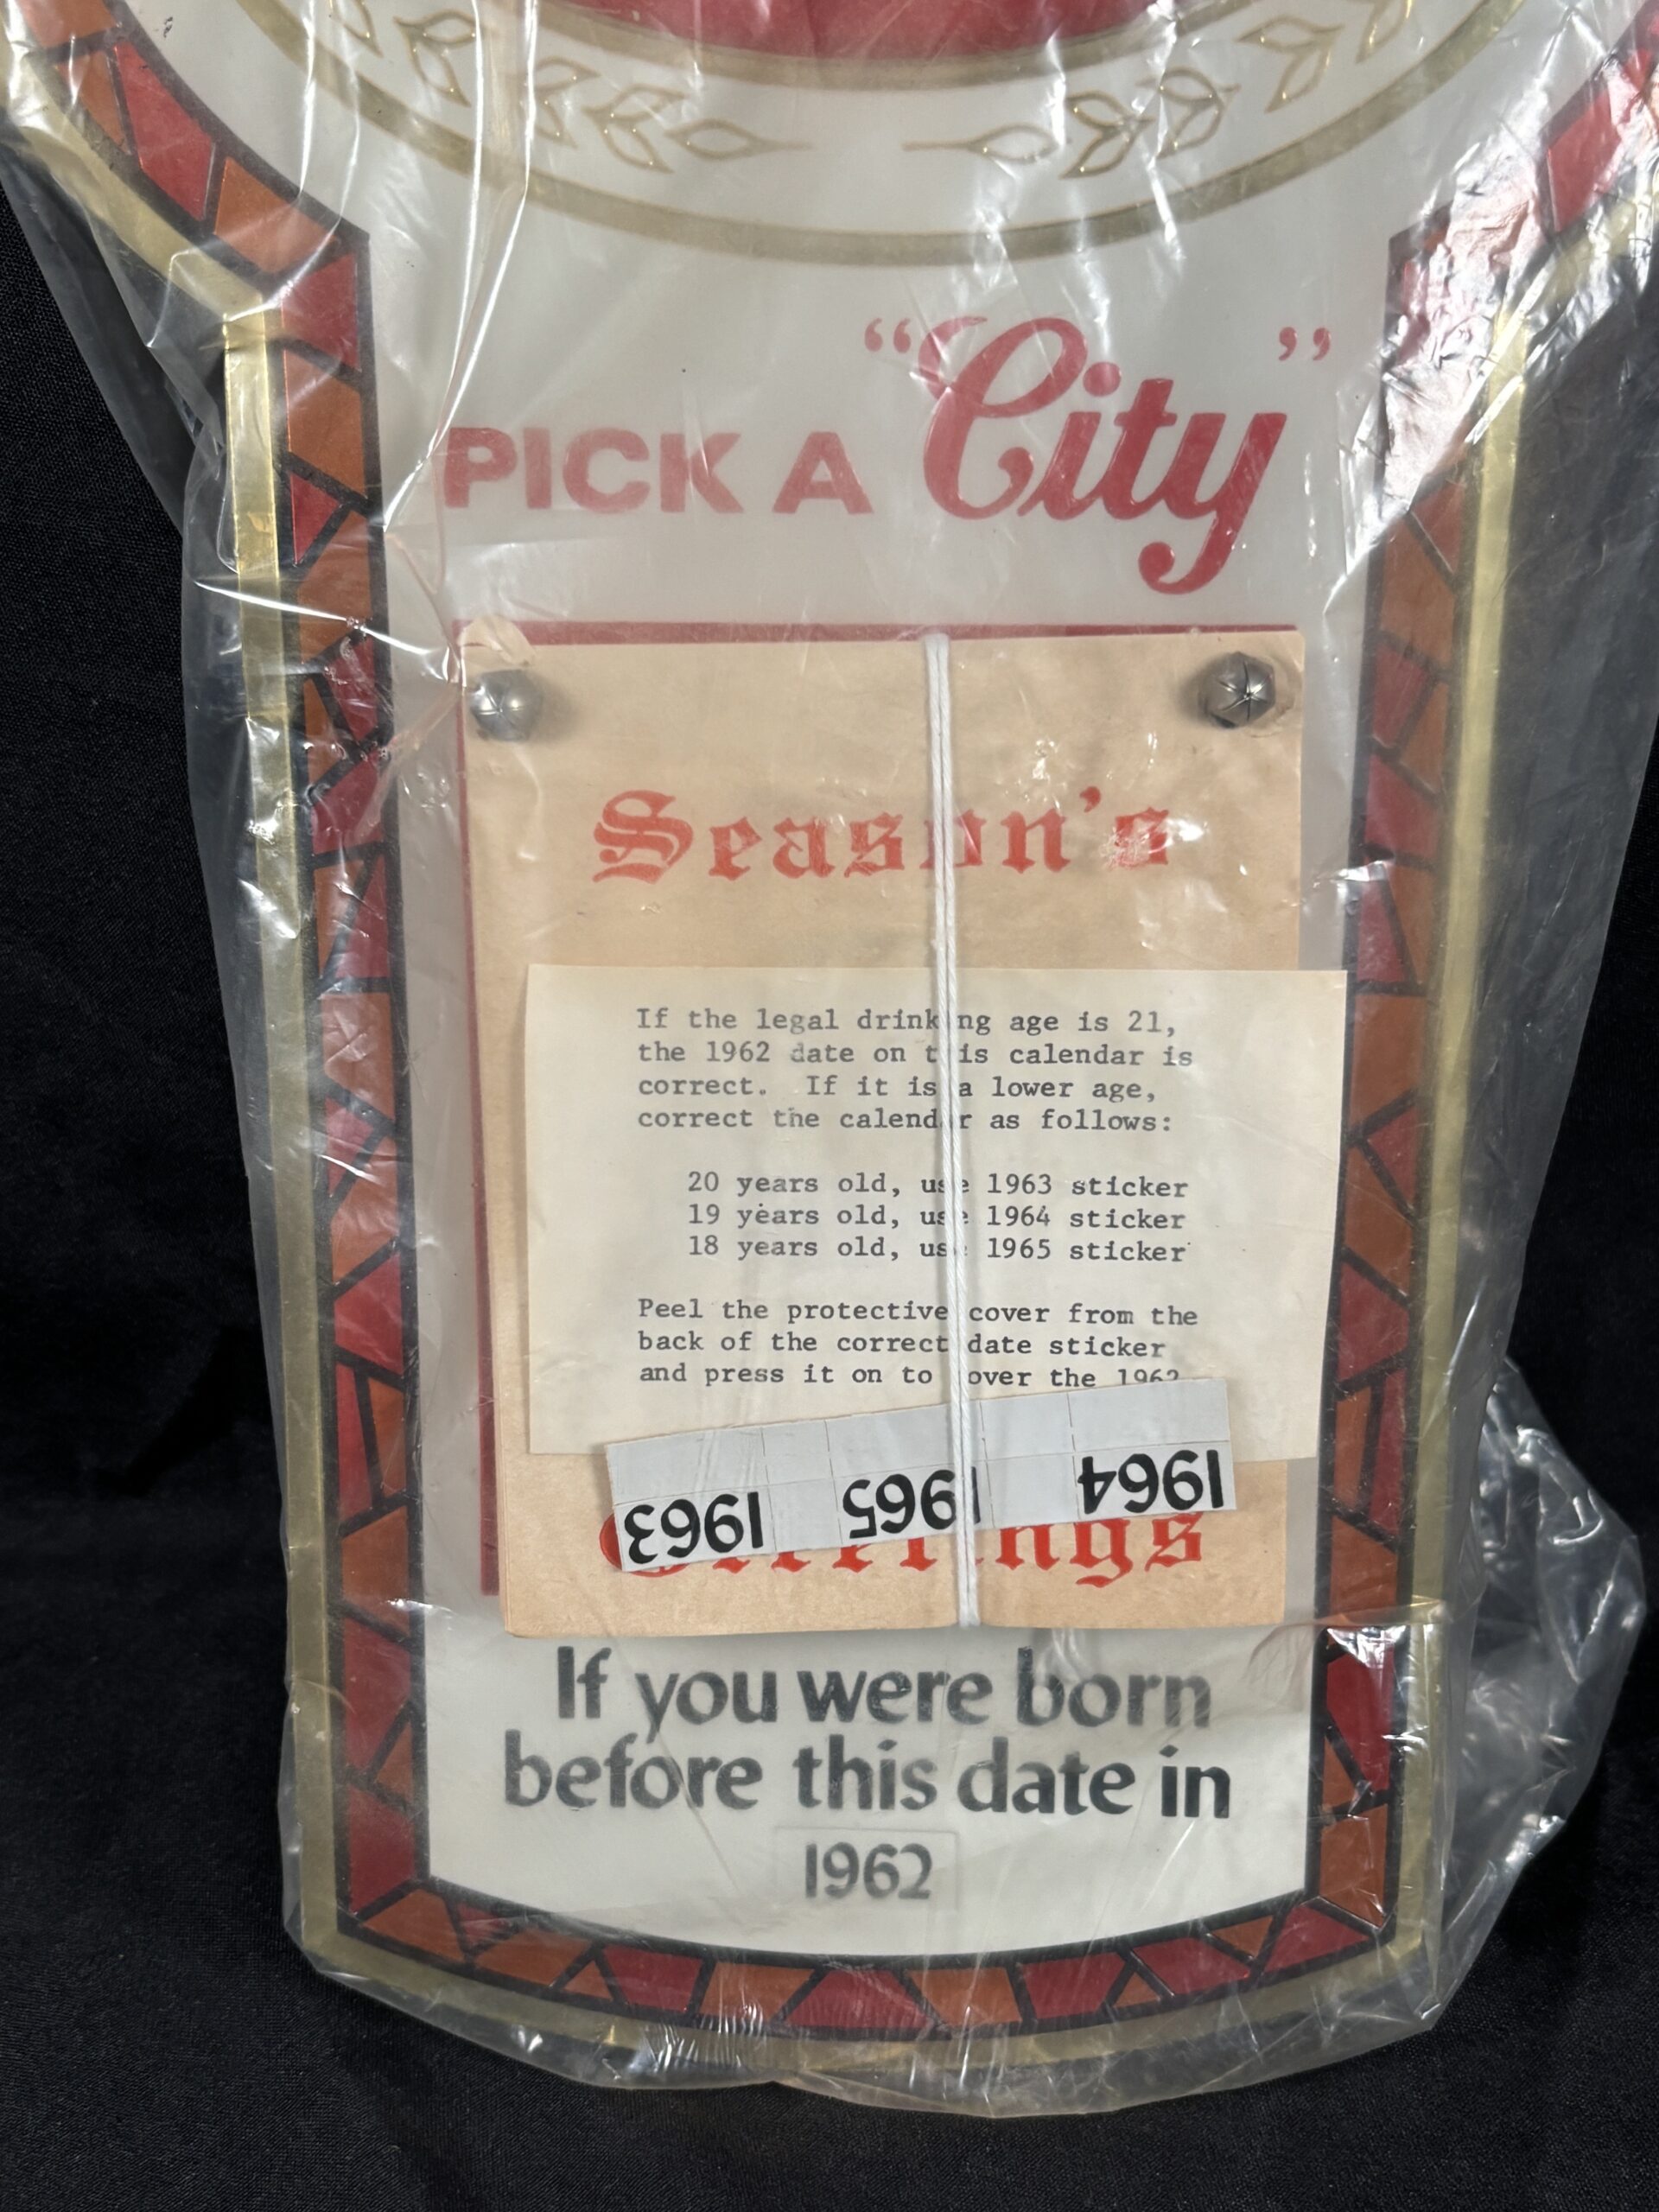 PICK A "City"
Season's
If the legal drinking age is 21,
the 1962 date on this calendar is
correct. If it is a lower age,
correct the calendar as follows:
20 years old, use 1963 sticker
19 years old, use 1964 sticker
18 years old, use 1965 sticker
Peel the protective cover from the
back of the correct date sticker
and press it on to cover the 1962
1963 1965 1964
Greetings
If you were born
before this date in
1962